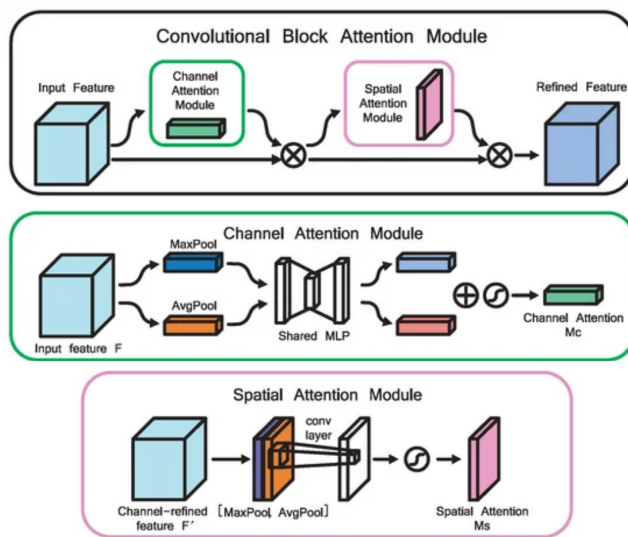 Convolutional Block Attention Module
Input Feature
Channel
Attention
Module
Spatial
Attention
Module
Refined Feature
Channel Attention Module
MaxPool
AvgPool
Input feature F
Shared MLP
Channel Attention
Mc
Spatial Attention Module
conv
layer
Channel-refined
feature F′
[MaxPool, AvgPool]
Spatial Attention
Ms